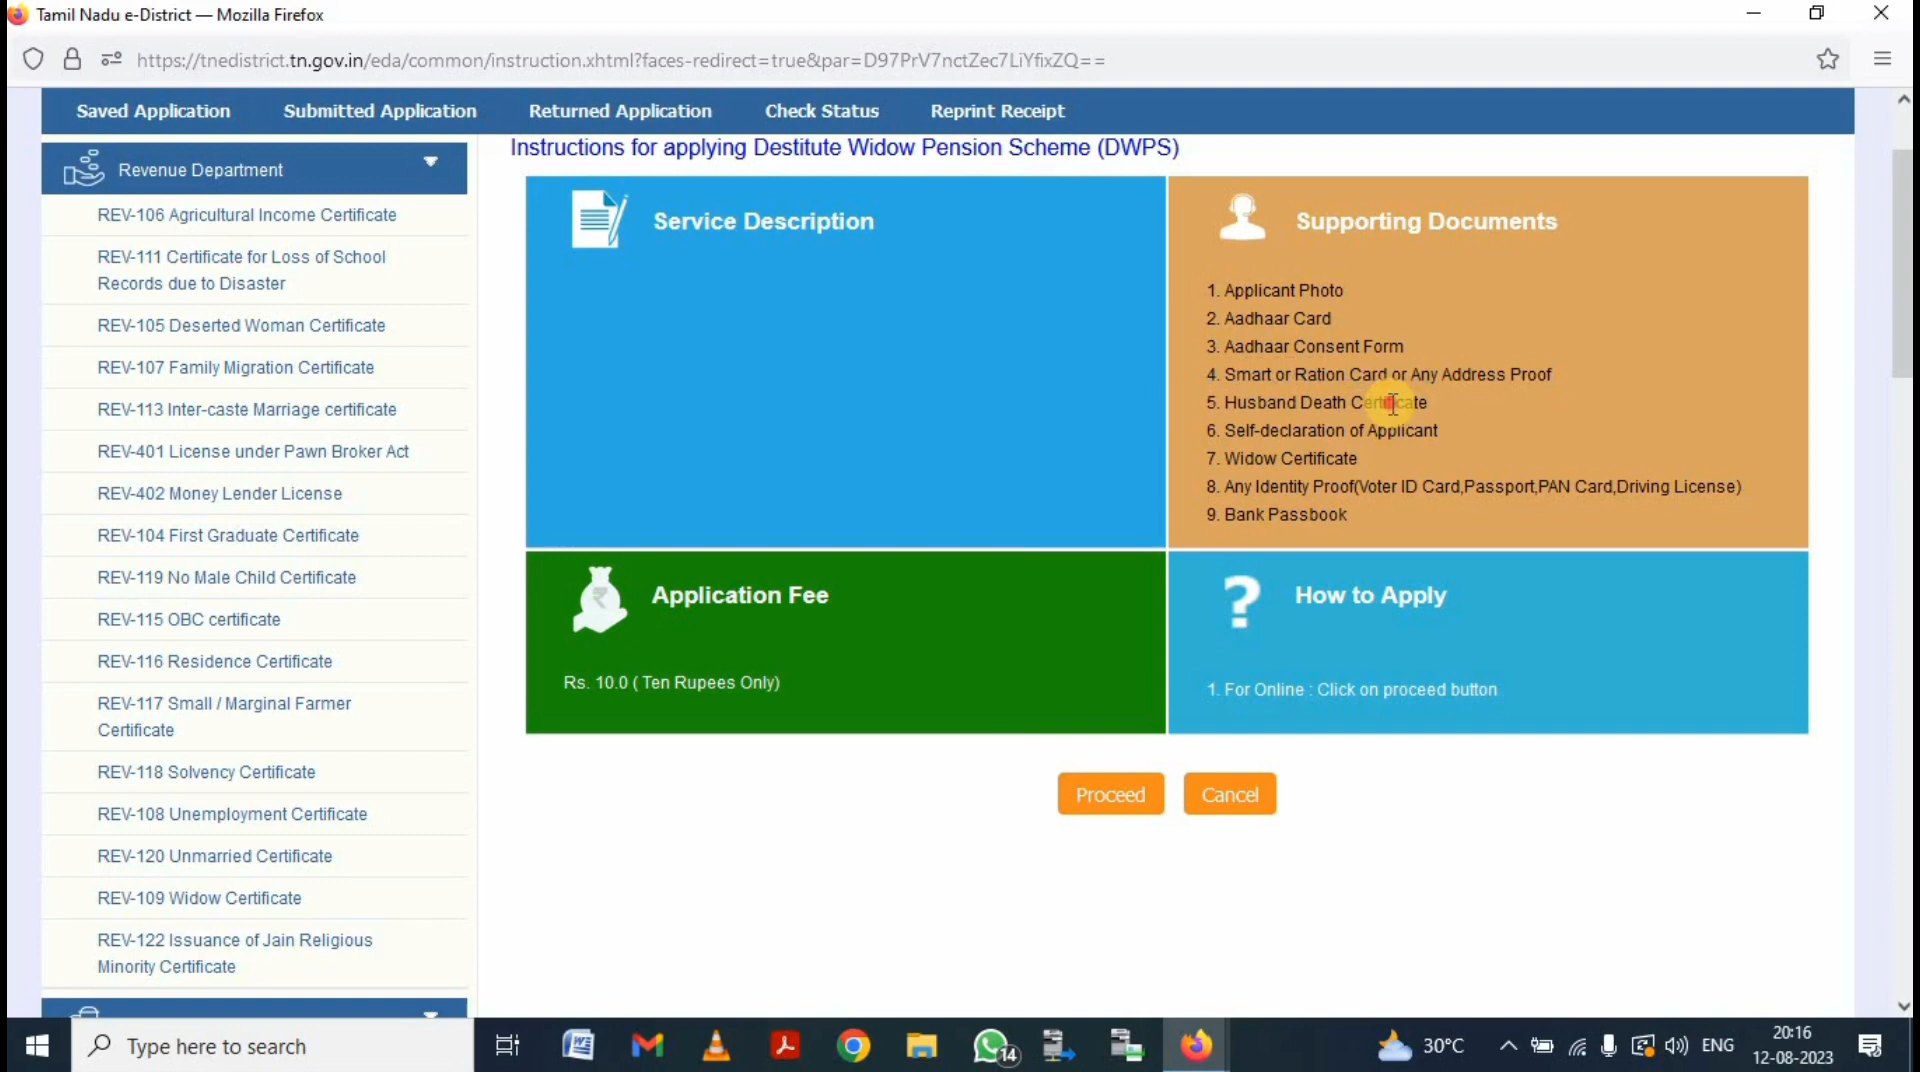 Tamil Nadu e-District — Mozilla Firefox
https://tnedistrict.tn.gov.in/eda/common/instruction.xhtml?faces-redirect=true&par=D97PrV7nctZec7LiYfixZQ==
Saved Application Submitted Application Returned Application Check Status Reprint Receipt
Revenue Department
REV-106 Agricultural Income Certificate
REV-111 Certificate for Loss of School
Records due to Disaster
REV-105 Deserted Woman Certificate
REV-107 Family Migration Certificate
REV-113 Inter-caste Marriage certificate
REV-401 License under Pawn Broker Act
REV-402 Money Lender License
REV-104 First Graduate Certificate
REV-119 No Male Child Certificate
REV-115 OBC certificate
REV-116 Residence Certificate
REV-117 Small / Marginal Farmer
Certificate
REV-118 Solvency Certificate
REV-108 Unemployment Certificate
REV-120 Unmarried Certificate
REV-109 Widow Certificate
REV-122 Issuance of Jain Religious
Minority Certificate
Instructions for applying Destitute Widow Pension Scheme (DWPS)
Service Description
Supporting Documents
1. Applicant Photo
2. Aadhaar Card
3. Aadhaar Consent Form
4. Smart or Ration Card or Any Address Proof
5. Husband Death Certificate
6. Self-declaration of Applicant
7. Widow Certificate
8. Any Identity Proof(Voter ID Card,Passport,PAN Card,Driving License)
9. Bank Passbook
Application Fee
Rs. 10.0 ( Ten Rupees Only)
How to Apply
1. For Online : Click on proceed button
Proceed Cancel
Type here to search
14
30°C
ENG
20:16
12-08-2023